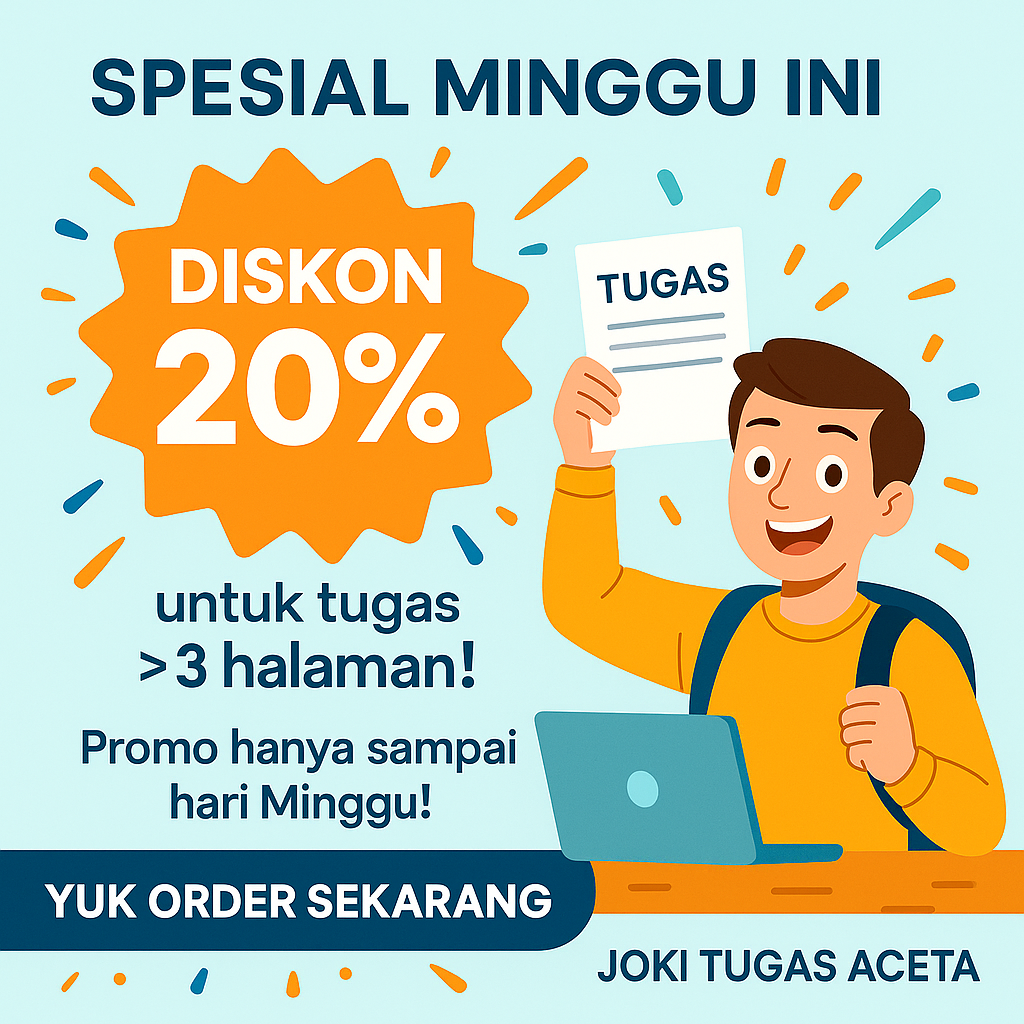 SPESIAL MINGGU INI
DISKON
20%
TUGAS
untuk tugas
>3 halaman!
Promo hanya sampai
hari Minggu!
YUK ORDER SEKARANG
JOKI TUGAS ACETA